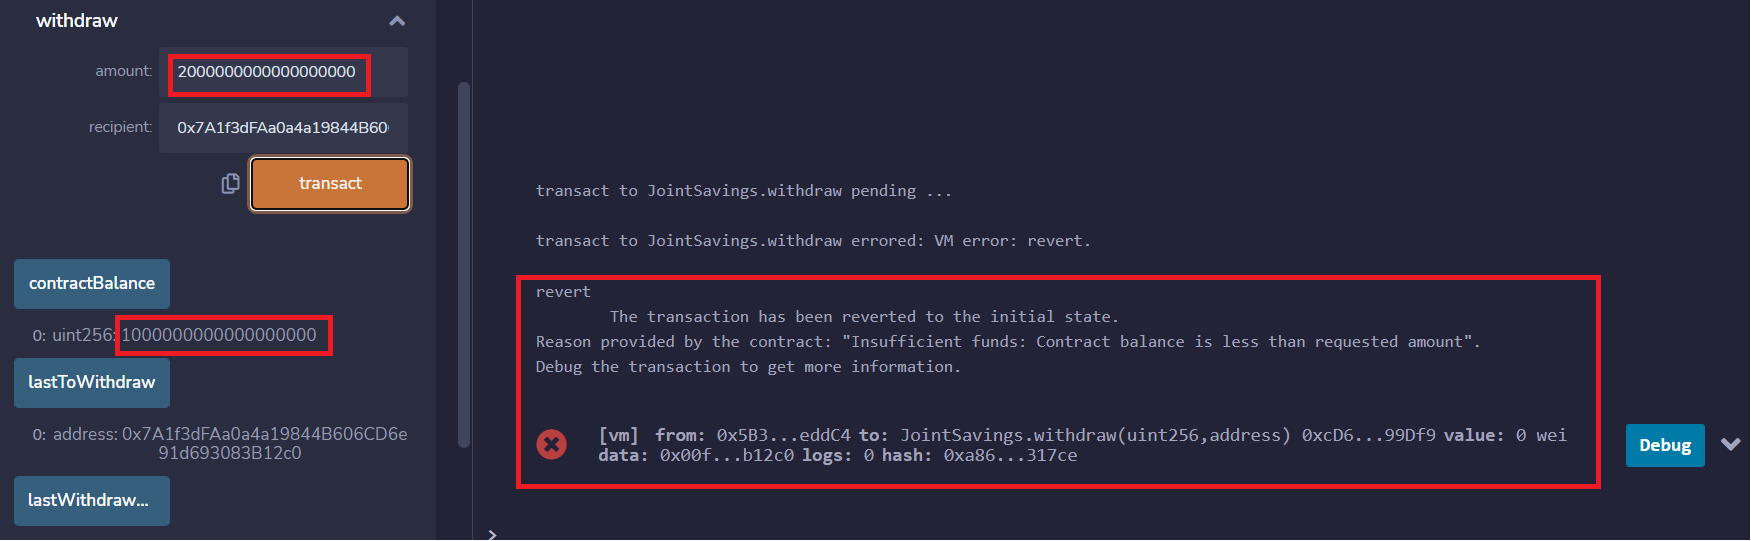 withdraw
amount: 2000000000000000000
recipient: 0x7A1f3dFAa0a4a19844B60
transact
contractBalance
0: uint256: 1000000000000000000
lastToWithdraw
0: address: 0x7A1f3dFAa0a4a19844B606CD6e
91d693083B12c0
lastWithdraw...
transact to JointSavings.withdraw pending ...
transact to JointSavings.withdraw errored: VM error: revert.
revert
The transaction has been reverted to the initial state.
Reason provided by the contract: "Insufficient funds: Contract balance is less than requested amount".
Debug the transaction to get more information.
[vm] from: 0x5B3...eddC4 to: JointSavings.withdraw(uint256,address) 0xcD6...99Df9 value: 0 wei
data: 0x00f...b12c0 logs: 0 hash: 0xa86...317ce
Debug
>